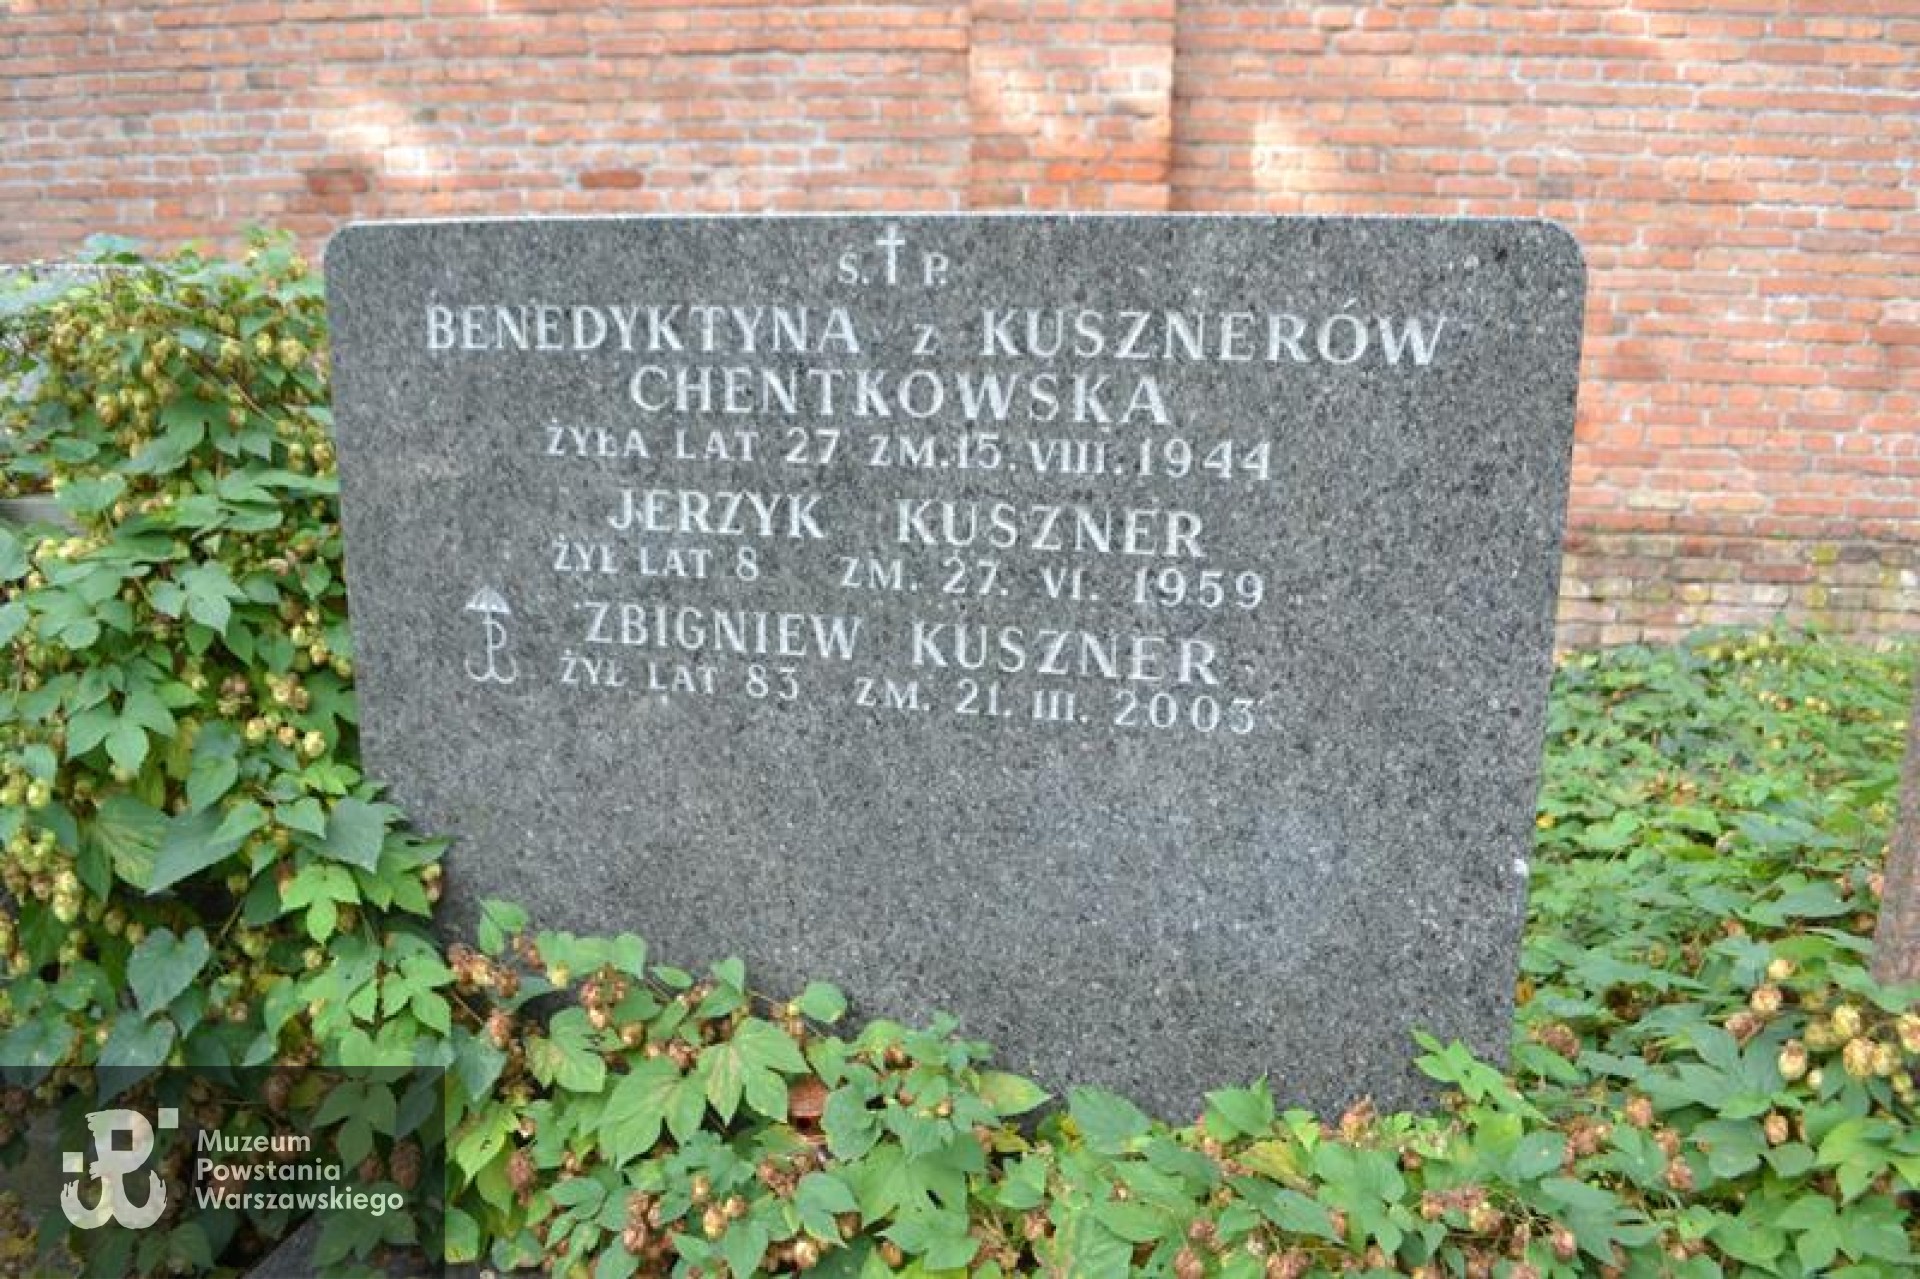 S. P.
BENEDYKTYNA z KUSZNERÓW
CHENTKOWSKA
ŻYŁA LAT 27 ZM. 15. VIII. 1944
JERZYK KUSZNER
ŻYŁ LAT 8 ZM. 27. VI. 1959
ZBIGNIEW KUSZNER
ŻYŁ LAT 83 ZM. 21. III. 2003
Muzeum
Powstania
Warszawskiego